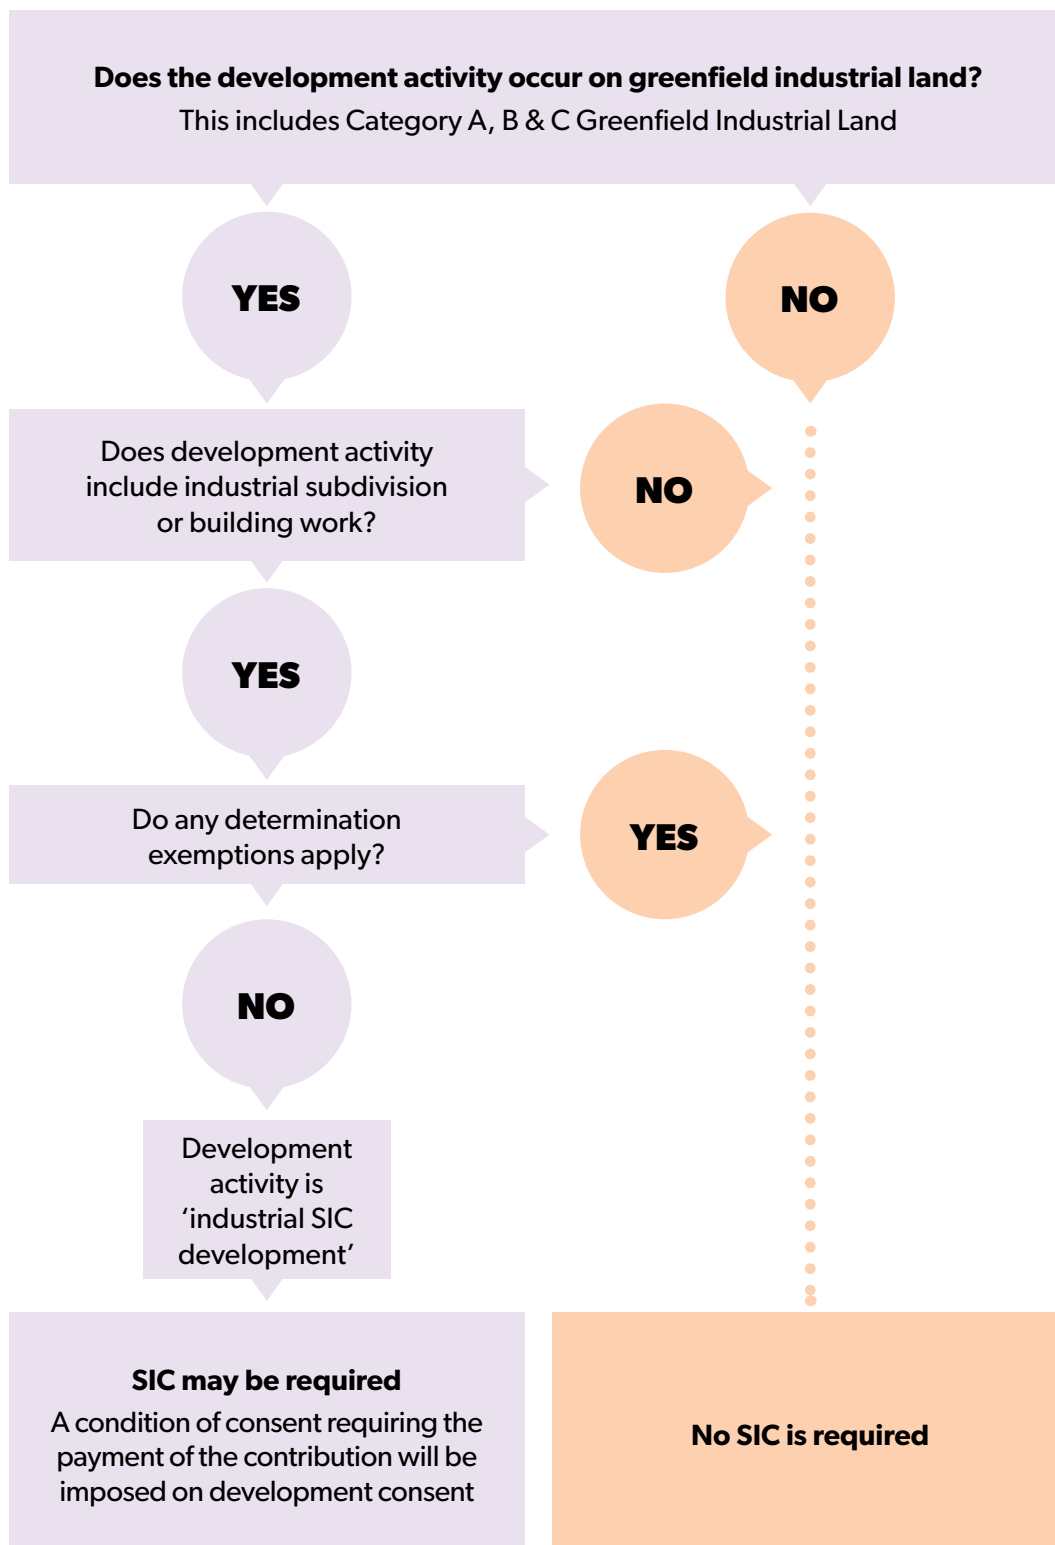 Does the development activity occur on greenfield industrial land?
This includes Category A, B & C Greenfield Industrial Land
YES
NO
Does development activity
include industrial subdivision
or building work?
NO
YES
Do any determination
exemptions apply?
YES
NO
Development
activity is
‘industrial SIC
development’
SIC may be required
A condition of consent requiring the
payment of the contribution will be
imposed on development consent
No SIC is required